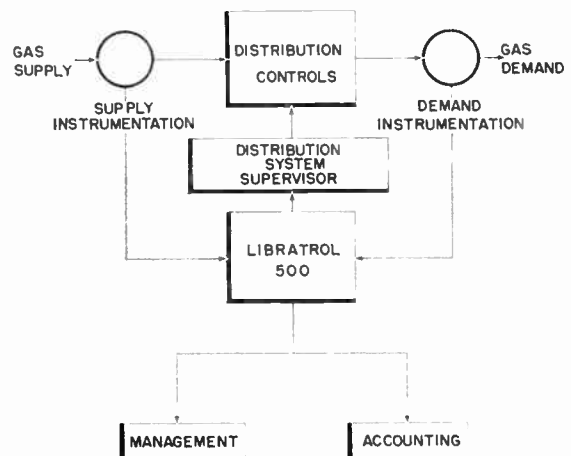 GAS
SUPPLY
DISTRIBUTION
CONTROLS
GAS
DEMAND
SUPPLY
INSTRUMENTATION
DEMAND
INSTRUMENTATION
DISTRIBUTION
SYSTEM
SUPERVISOR
LIBRATROL
500
MANAGEMENT
ACCOUNTING